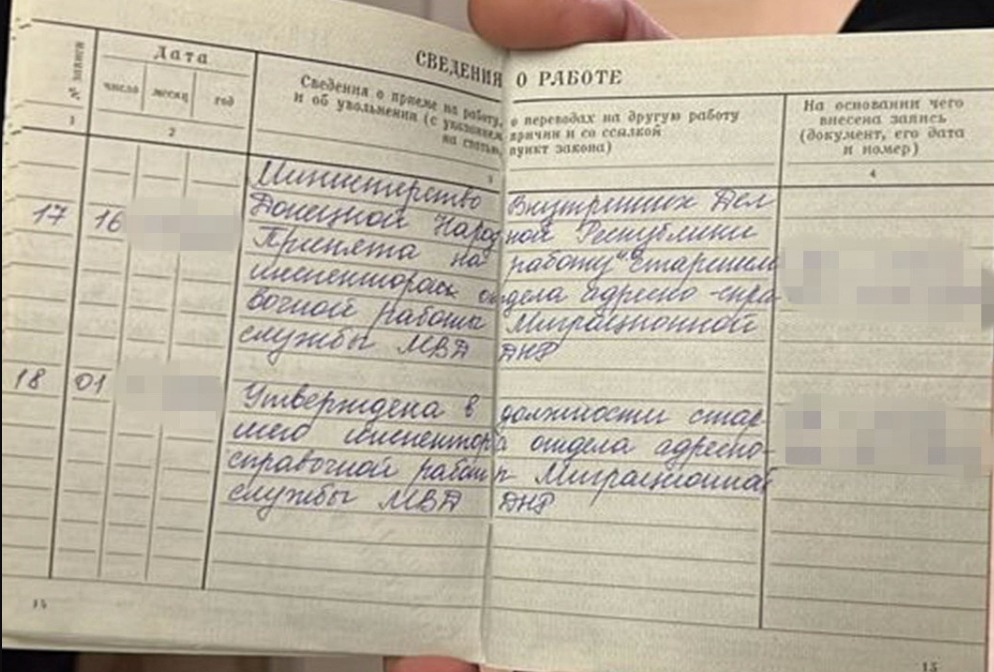 СВЕДЕНИЯ О РАБОТЕ
№ записи
Дата
число месяц год
Сведения о приеме на работу, о переводах на другую работу
и об увольнении (с указанием причин и со ссылкой
на статью, пункт закона)
На основании чего
внесена запись
(документ, его дата
и номер)
1 2 3 4
Министерство Внутренних Дел
17 16 Донецкой Народной Республики
Принята на работу "старшим
инспектором отдела адресно-спра-
вочной работы Миграционной
службы МВД ДНР
18 01 Утверждена в должности стар-
шего инспектора отдела адресно-
справочной работы Миграционной
службы МВД ДНР
14 15